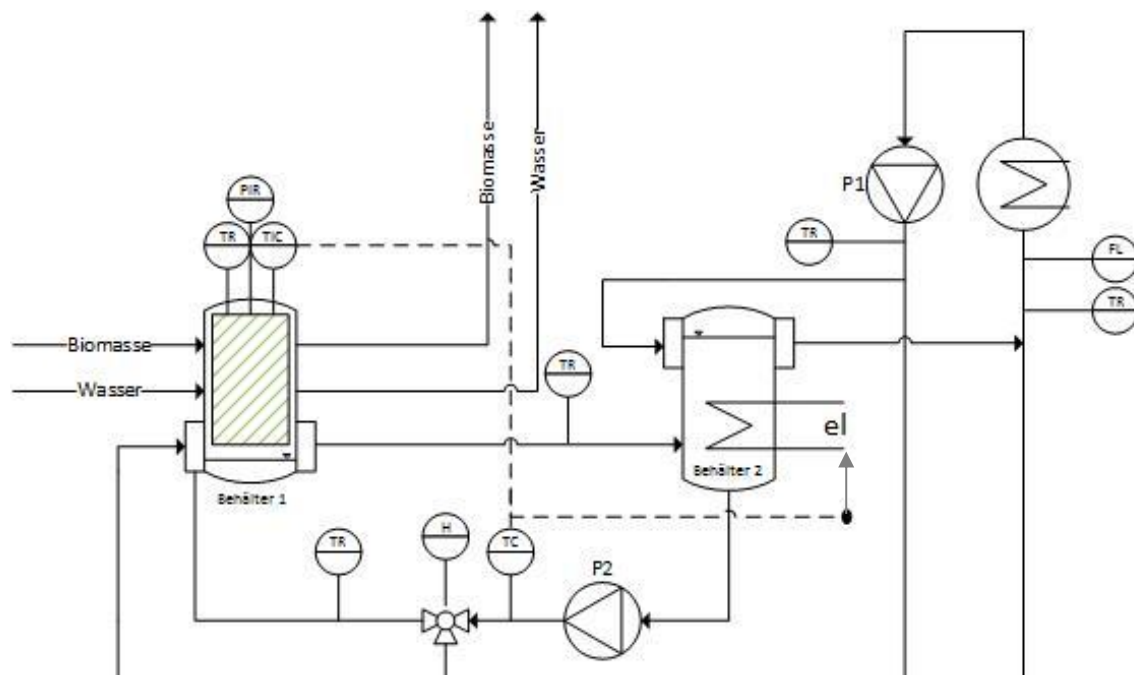 Biomasse
Wasser
PIR
TR
TIC
P1
TR
FL
TR
Biomasse
Wasser
TR
el
Behälter 1
Behälter 2
TR
H
TC
P2